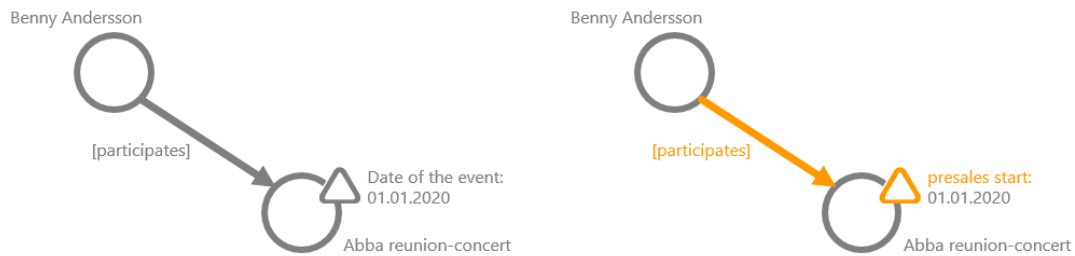 Benny Andersson
[participates]
Date of the event:
01.01.2020
Abba reunion-concert
Benny Andersson
[participates]
presales start:
01.01.2020
Abba reunion-concert